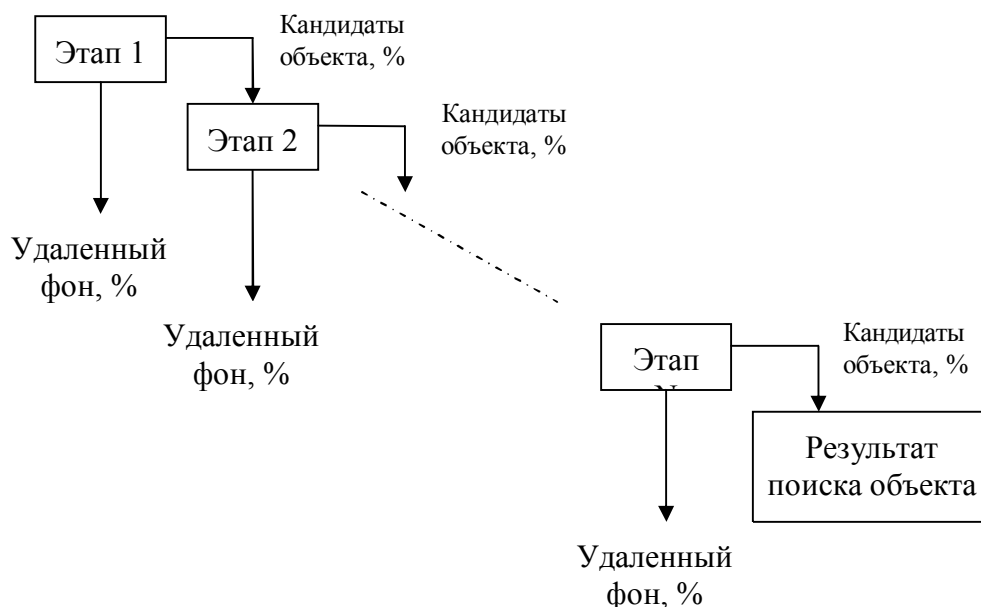 Этап 1
Кандидаты
объекта, %
Этап 2
Кандидаты
объекта, %
Удаленный
фон, %
Удаленный
фон, %
Этап
Кандидаты
объекта, %
Результат
поиска объекта
Удаленный
фон, %